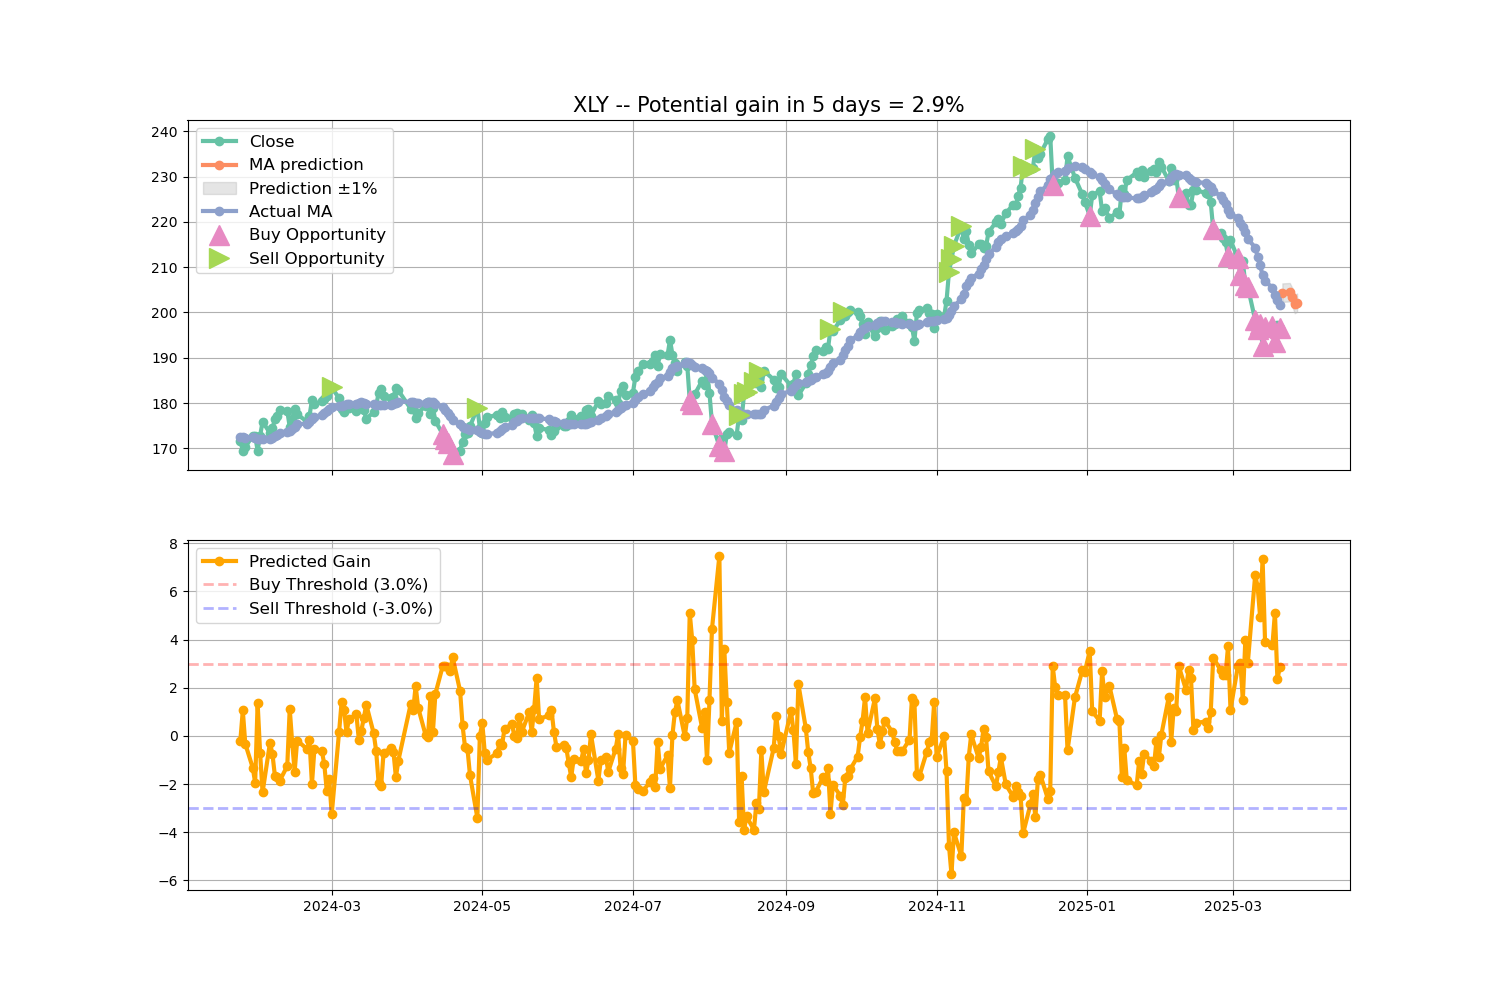 XLY -- Potential gain in 5 days = 2.9%
240
230
220
210
200
190
180
170
Close
MA prediction
Prediction ±1%
Actual MA
Buy Opportunity
Sell Opportunity
8
6
4
2
0
−2
−4
−6
Predicted Gain
Buy Threshold (3.0%)
Sell Threshold (-3.0%)
2024-03
2024-05
2024-07
2024-09
2024-11
2025-01
2025-03